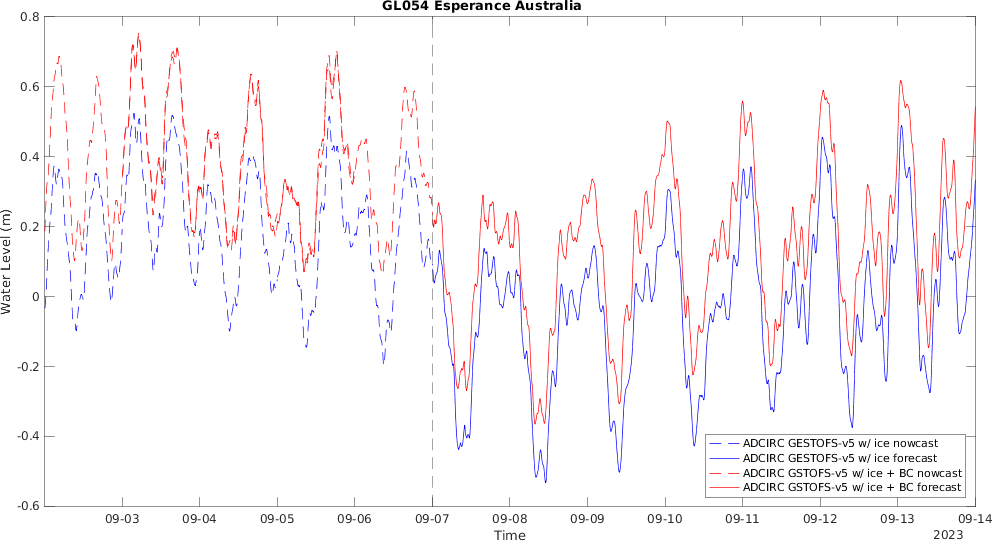 GL054 Esperance Australia
0.8
0.6
0.4
0.2
0
-0.2
-0.4
-0.6
Water Level (m)
09-03 09-04 09-05 09-06 09-07 09-08 09-09 09-10 09-11 09-12 09-13 09-14
Time
2023
ADCIRC GESTOFS-v5 w/ ice nowcast
ADCIRC GESTOFS-v5 w/ ice forecast
ADCIRC GSTOFS-v5 w/ ice + BC nowcast
ADCIRC GSTOFS-v5 w/ ice + BC forecast